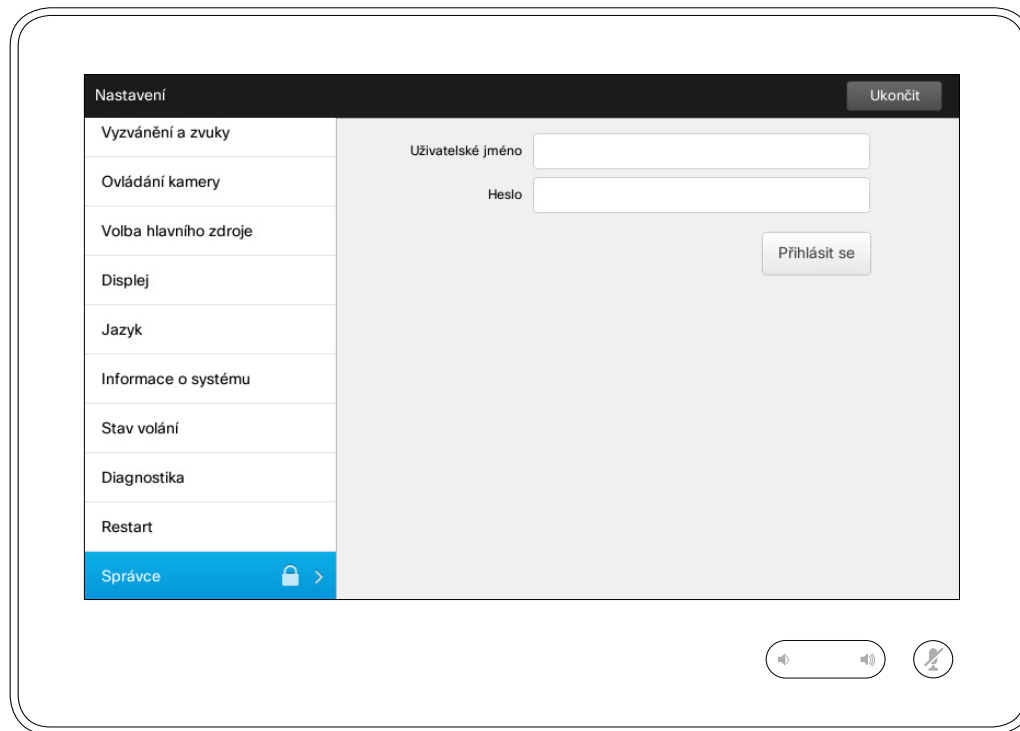 Nastavení
Ukončit
Vyzvánění a zvuky
Ovládání kamery
Volba hlavního zdroje
Displej
Jazyk
Informace o systému
Stav volání
Diagnostika
Restart
Správce
Uživatelské jméno
Heslo
Přihlásit se